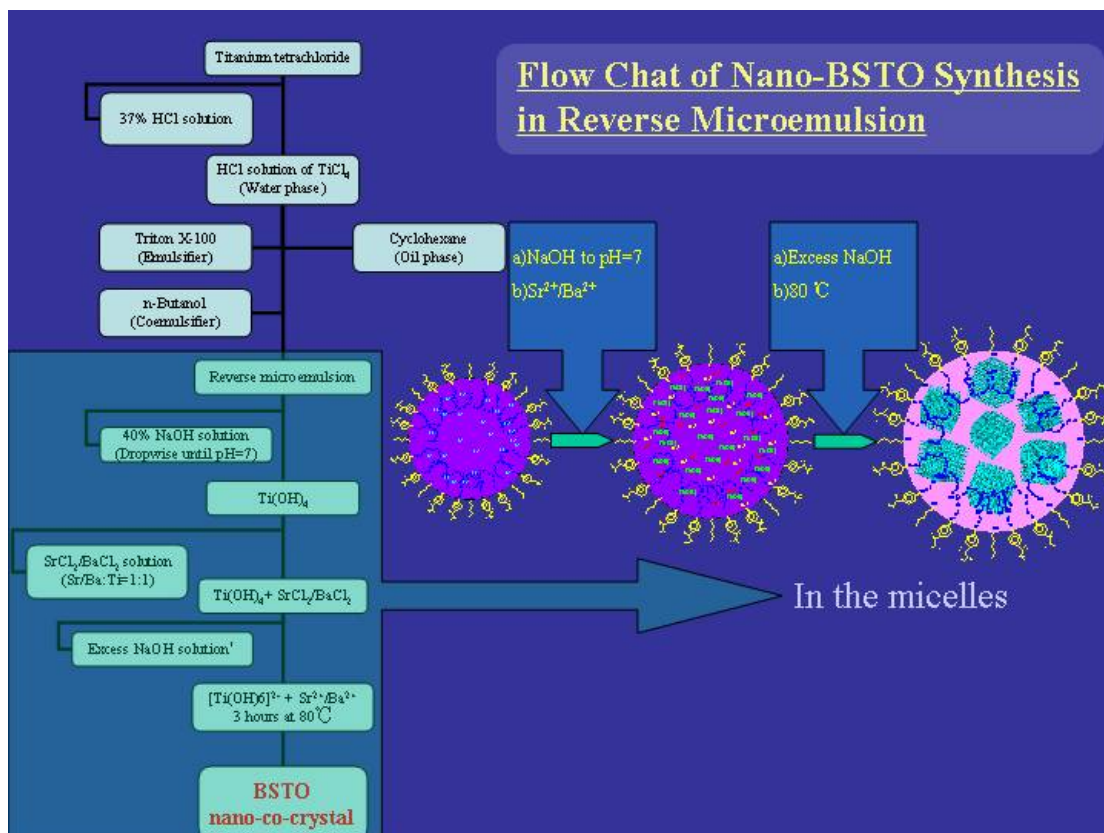 Flow Chat of Nano-BSTO Synthesis
in Reverse Microemulsion
Titanium tetrachloride
37% HCl solution
HCl solution of TiCl₄
(Water phase)
Triton X-100
(Emulsifier)
Cyclohexane
(Oil phase)
n-Butanol
(Coemulsifier)
Reverse microemulsion
40% NaOH solution
(Dropwise until pH=7)
Ti(OH)₄
SrCl₂/BaCl₂ solution
(Sr/Ba:Ti=1:1)
Ti(OH)₄+ SrCl₂/BaCl₂
Excess NaOH solution'
[Ti(OH)6]²⁻ + Sr²⁺/Ba²⁺
3 hours at 80℃
BSTO
nano-co-crystal
a)NaOH to pH=7
b)Sr²⁺/Ba²⁺
a)Excess NaOH
b)80 ℃
In the micelles